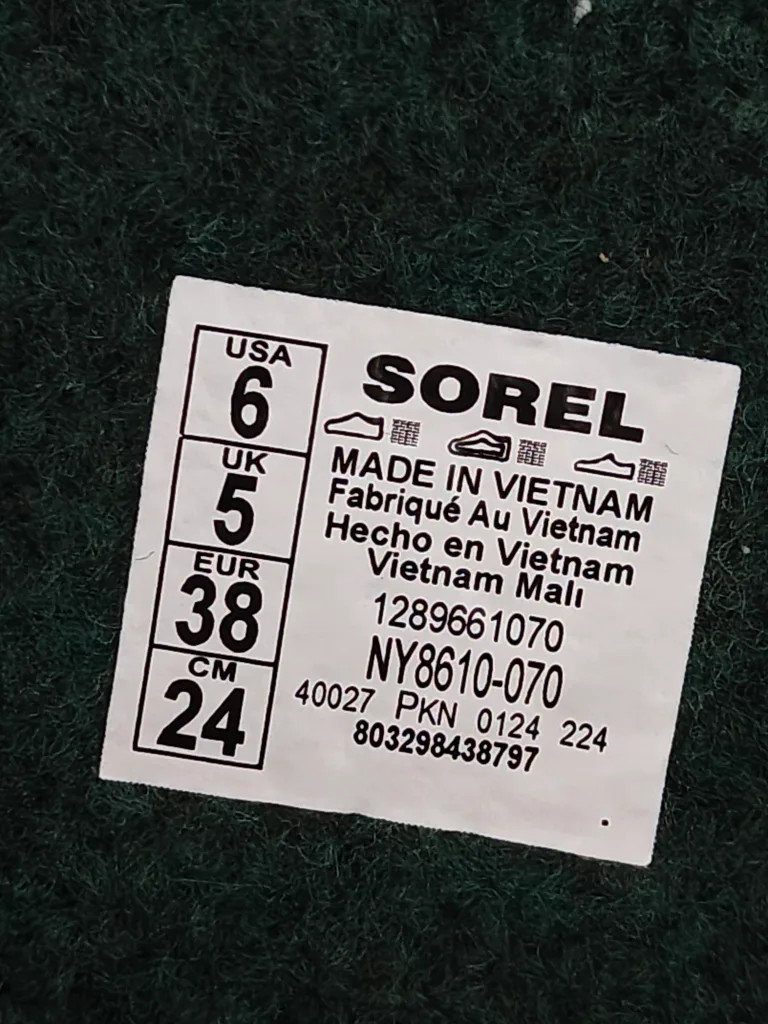 USA
6
UK
5
EUR
38
CM
24
SOREL
MADE IN VIETNAM
Fabriqué Au Vietnam
Hecho en Vietnam
Vietnam Malı
1289661070
NY8610-070
40027 PKN 0124 224
803298438797